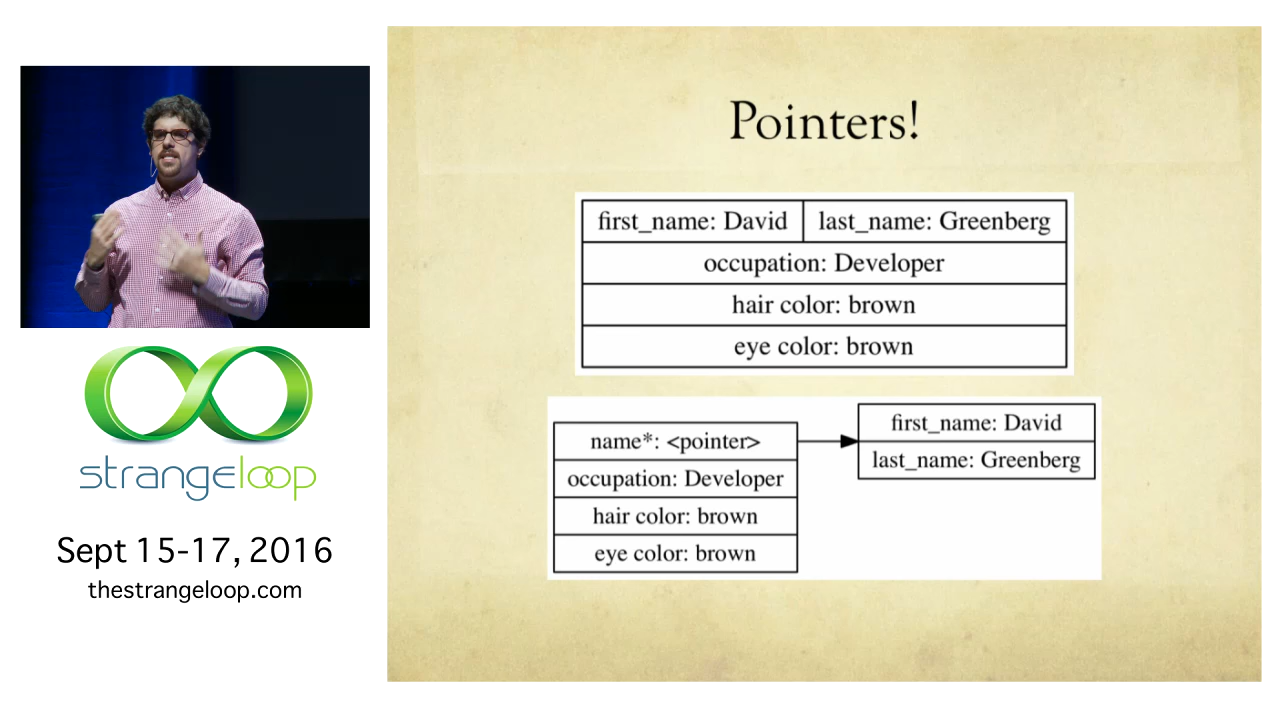 Pointers!
first_name: David last_name: Greenberg
occupation: Developer
hair color: brown
eye color: brown
name*: <pointer>
occupation: Developer
hair color: brown
eye color: brown
first_name: David
last_name: Greenberg
strangeloop
Sept 15-17, 2016
thestrangeloop.com